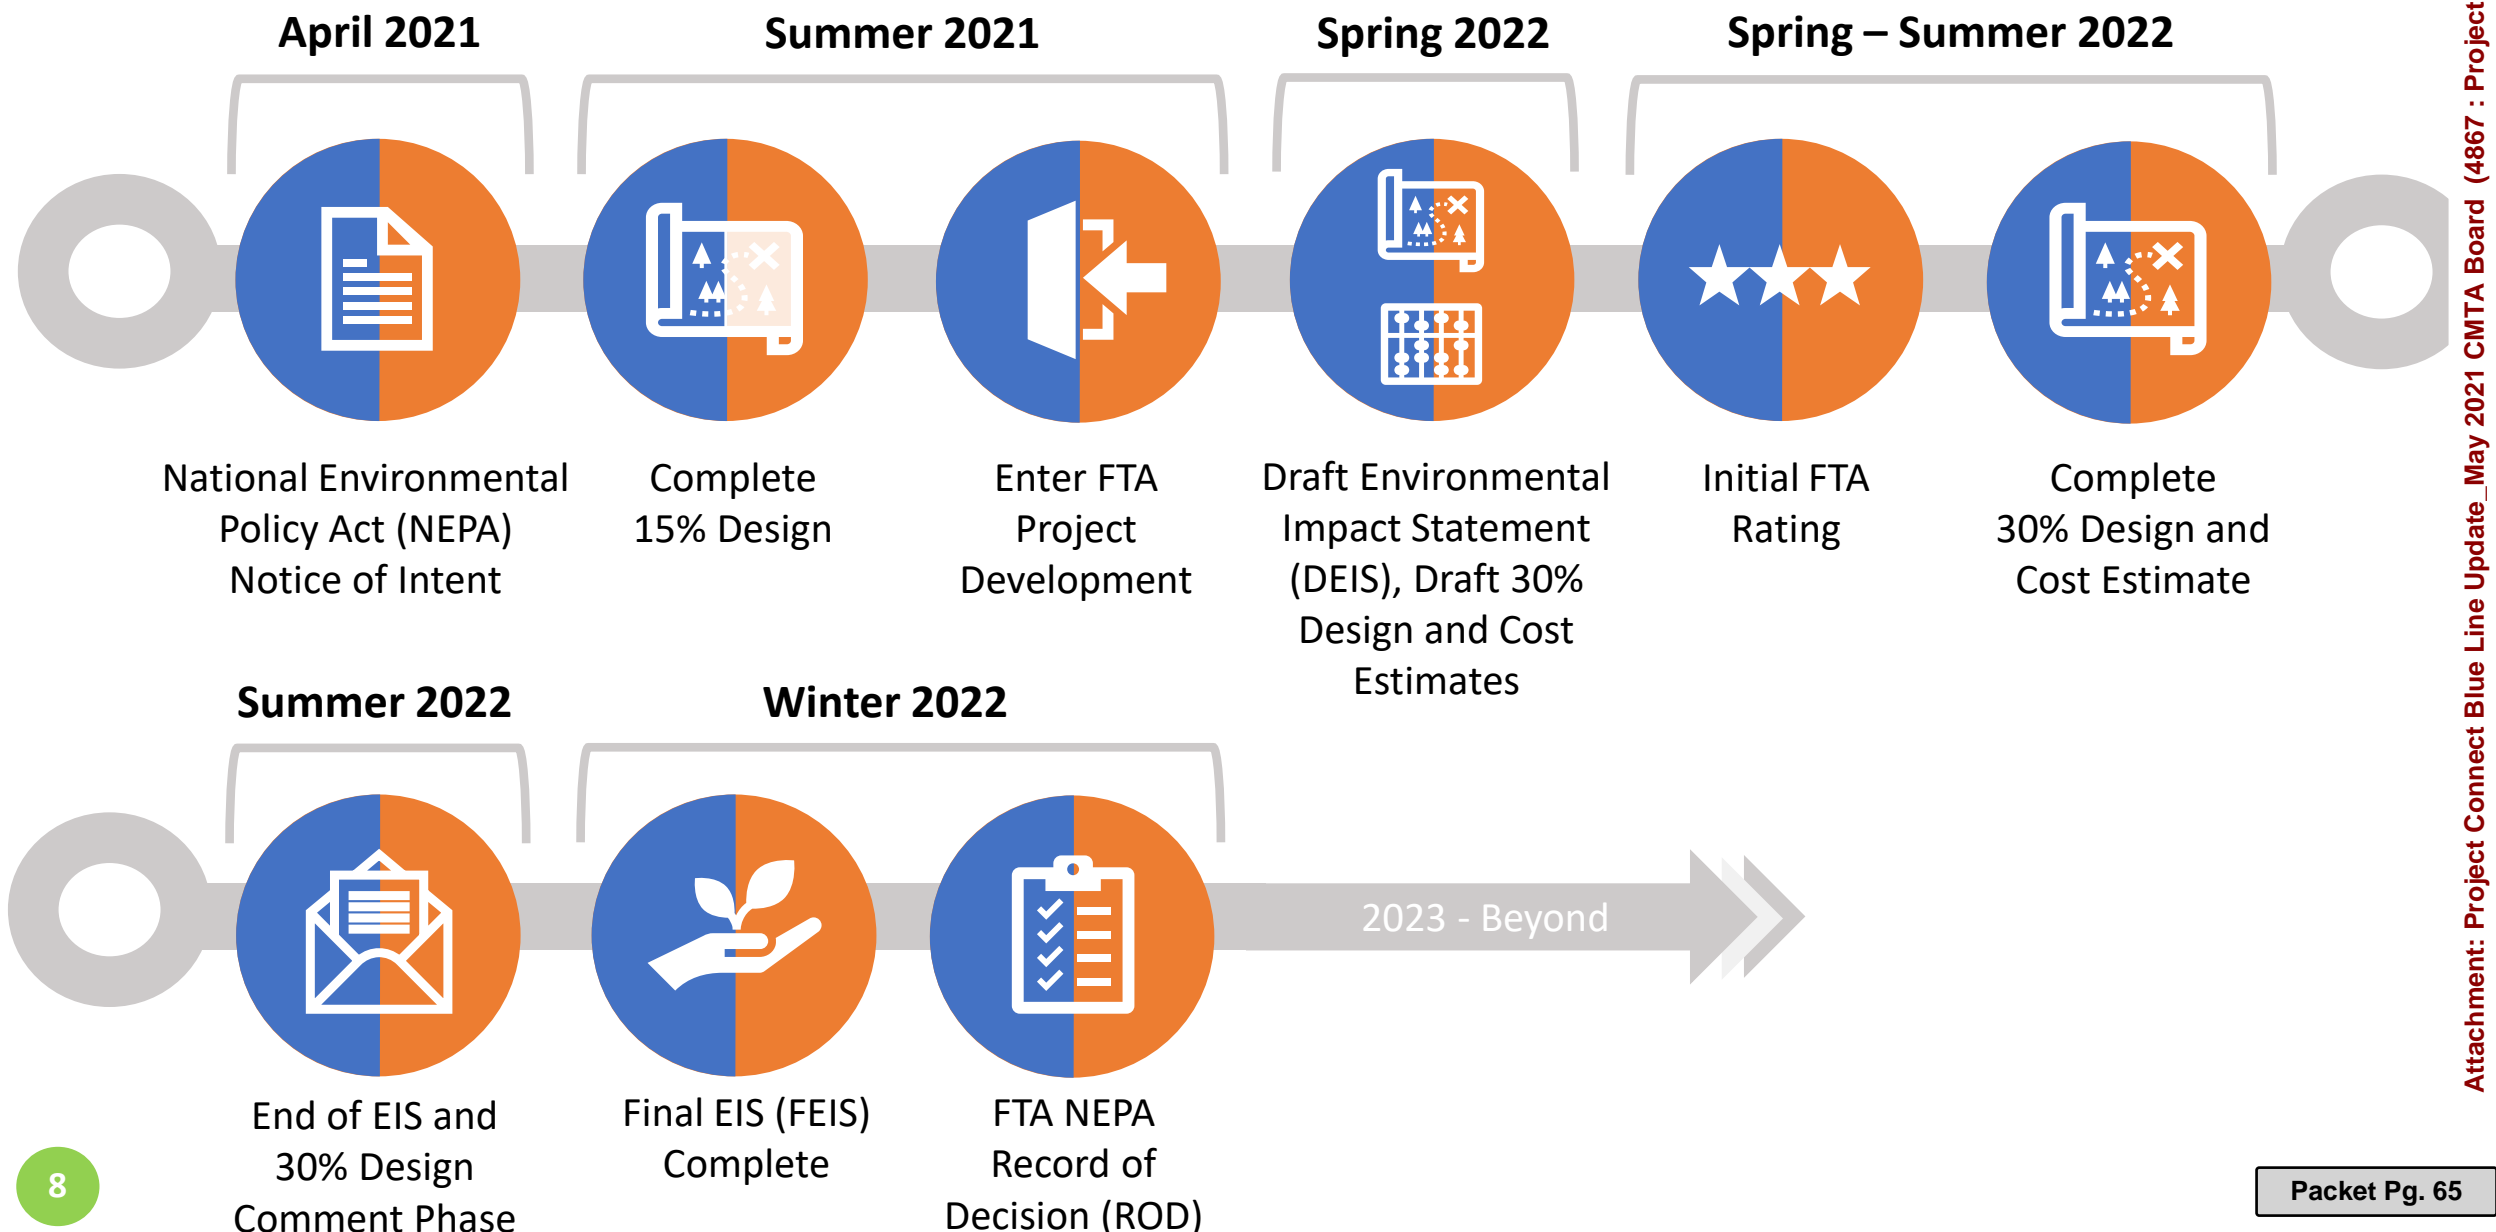 April 2021
Summer 2021
Spring 2022
Spring – Summer 2022
National Environmental
Policy Act (NEPA)
Notice of Intent
Complete
15% Design
Enter FTA
Project
Development
Draft Environmental
Impact Statement
(DEIS), Draft 30%
Design and Cost
Estimates
Initial FTA
Rating
Complete
30% Design and
Cost Estimate
Summer 2022
Winter 2022
2023 - Beyond
End of EIS and
30% Design
Comment Phase
Final EIS (FEIS)
Complete
FTA NEPA
Record of
Decision (ROD)
8
Packet Pg. 65
Attachment: Project Connect Blue Line Update_May 2021 CMTA Board (4867 : Project